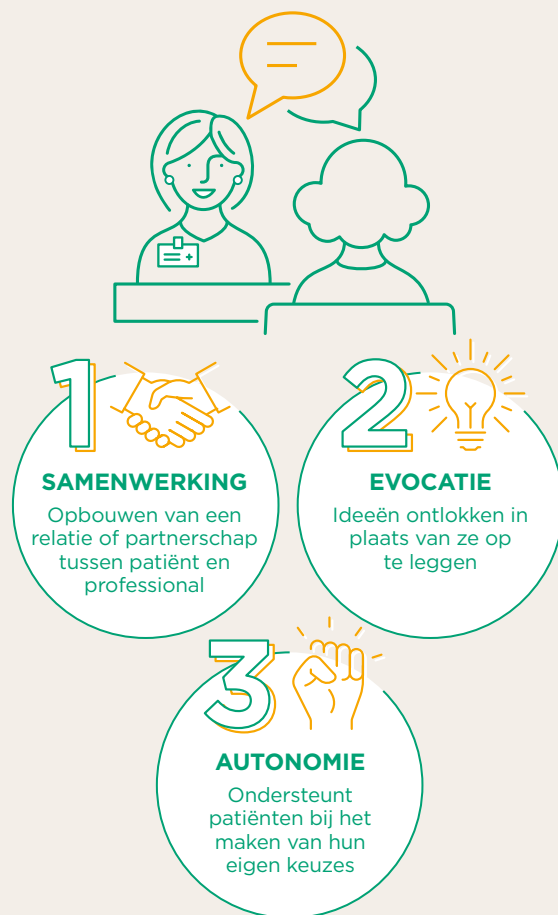 1
SAMENWERKING
Opbouwen van een
relatie of partnerschap
tussen patiënt en
professional
2
EVOCATIE
Ideeën ontlokken in
plaats van ze op
te leggen
3
AUTONOMIE
Ondersteunt
patiënten bij het
maken van hun
eigen keuzes